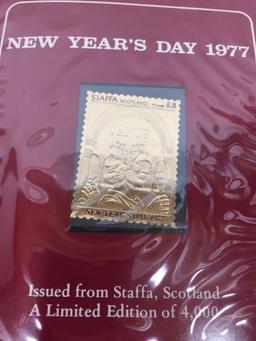 NEW YEAR'S DAY 1977
STAFFA SCOTLAND £8
JANUS
NEW YEAR'S DAY 1977
Issued from Staffa, Scotland.
A Limited Edition of 4,000